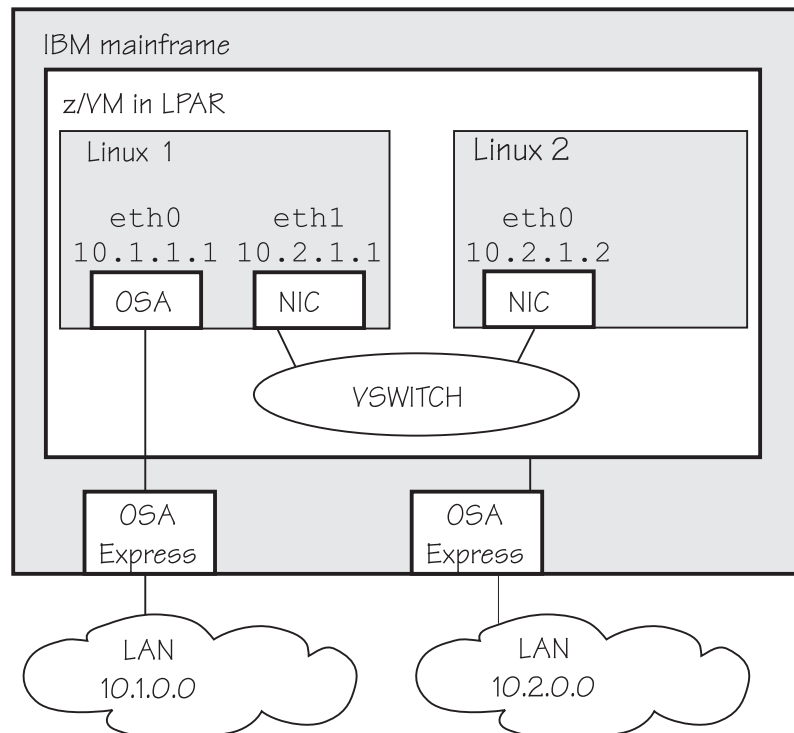 IBM mainframe
z/VM in LPAR
Linux 1
Linux 2
eth0
eth1
eth0
10.1.1.1
10.2.1.1
10.2.1.2
OSA
NIC
NIC
VSWITCH
OSA
Express
OSA
Express
LAN
10.1.0.0
LAN
10.2.0.0